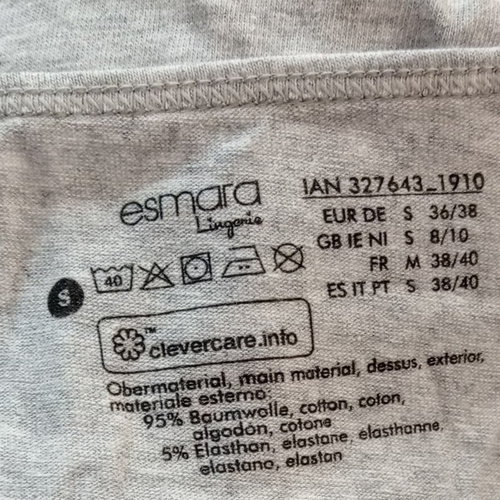 esmara
Lingerie
IAN 327643_1910
EUR DE S 36/38
GB IE NI S 8/10
FR M 38/40
ES IT PT S 38/40
S
40
clevercare.info
™
Obermaterial, main material, dessus, exterior,
materiale esterno:
95% Baumwolle, cotton, coton,
algodón, cotone
5% Elasthan, elastane, elasthanne,
elastano, elastan